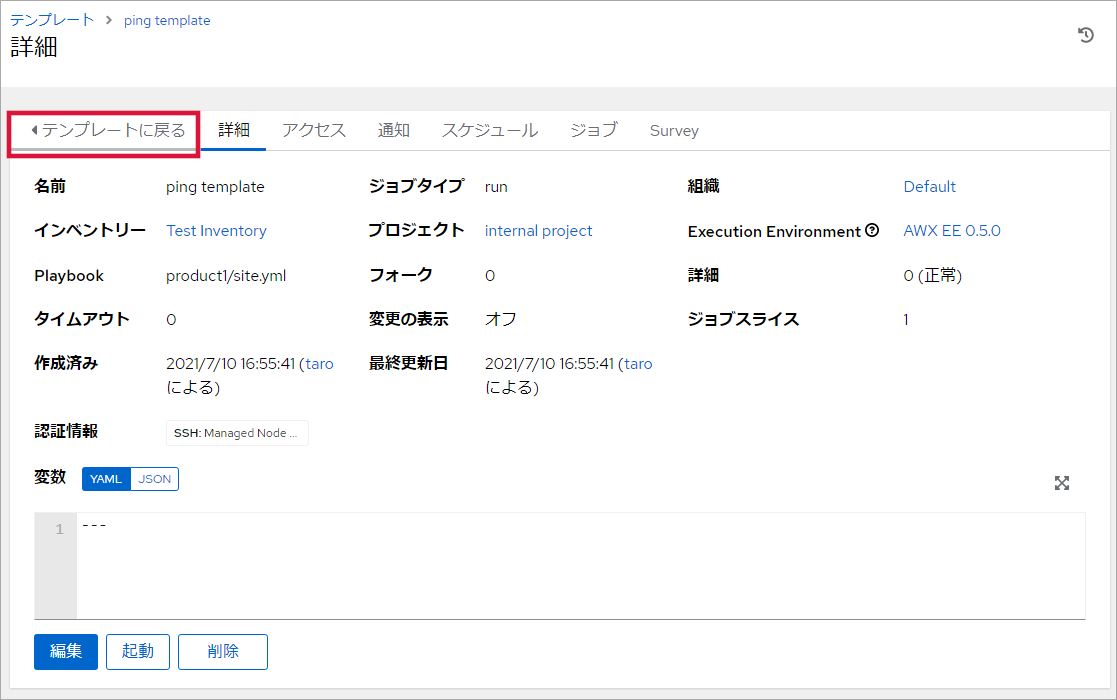 テンプレート > ping template
詳細
テンプレートに戻る 詳細 アクセス 通知 スケジュール ジョブ Survey
名前 ping template ジョブタイプ run 組織 Default
インベントリー Test Inventory プロジェクト internal project Execution Environment AWX EE 0.5.0
Playbook product1/site.yml フォーク 0 詳細 0 (正常)
タイムアウト 0 変更の表示 オフ ジョブスライス 1
作成済み 2021/7/10 16:55:41 (taro 最終更新日 2021/7/10 16:55:41 (taro
による) による)
認証情報 SSH: Managed Node ...
変数 YAML JSON
1 ---
編集 起動 削除